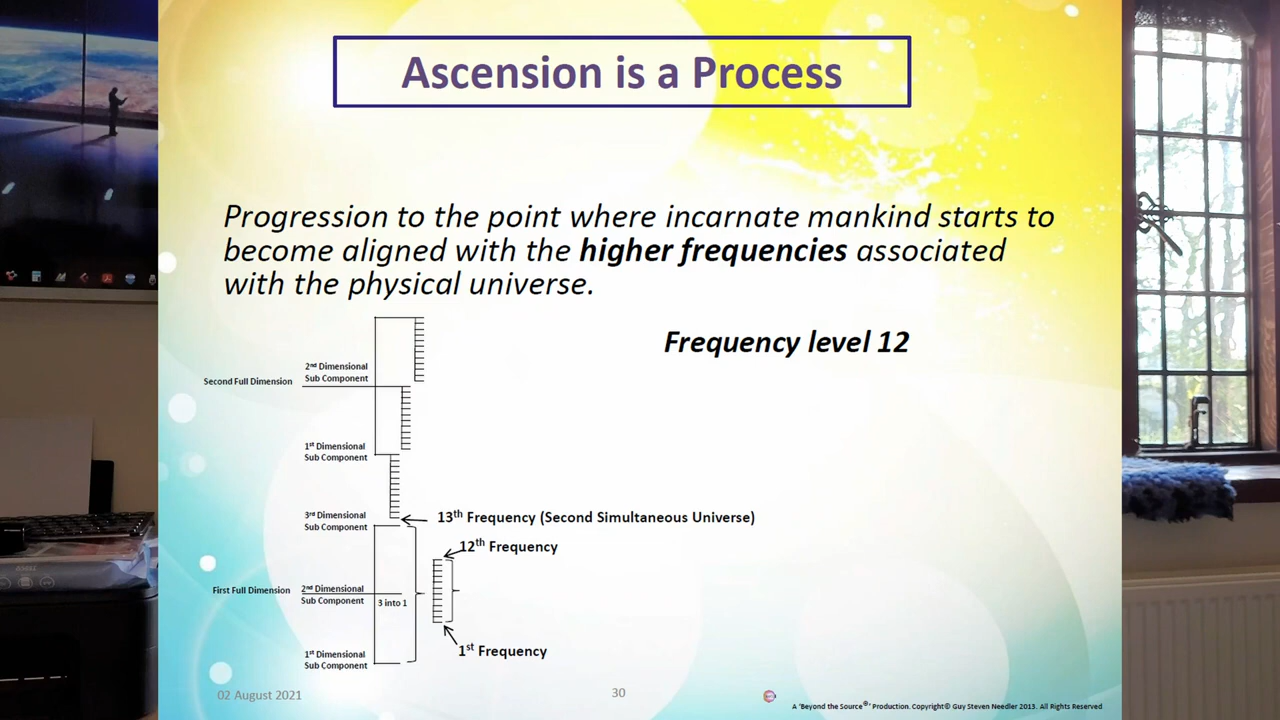 Ascension is a Process
Progression to the point where incarnate mankind starts to
become aligned with the higher frequencies associated
with the physical universe.
Frequency level 12
2nd Dimensional
Sub Component
Second Full Dimension
1st Dimensional
Sub Component
3rd Dimensional
Sub Component
13th Frequency (Second Simultaneous Universe)
12th Frequency
First Full Dimension
2nd Dimensional
Sub Component
3 into 1
1st Frequency
1st Dimensional
Sub Component
02 August 2021
30
A 'Beyond the Source®' Production. Copyright© Guy Steven Needler 2013. All Rights Reserved